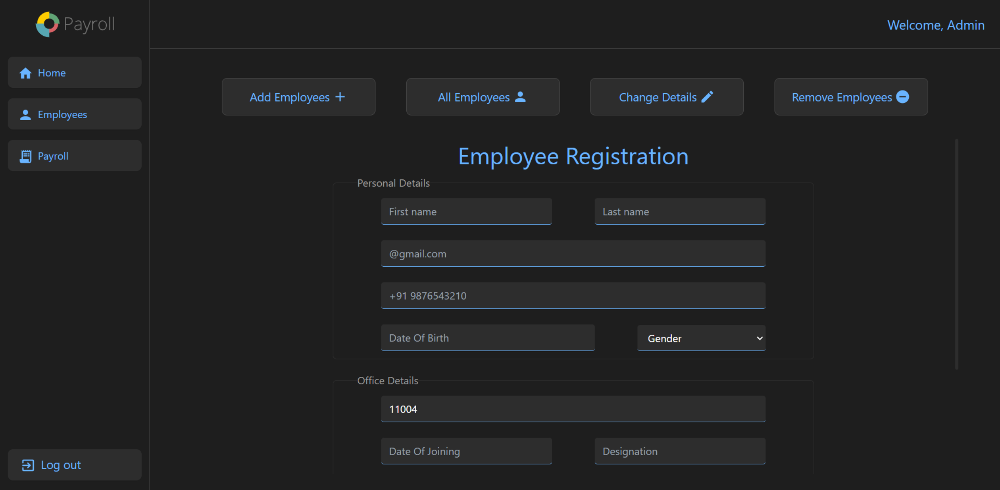 Payroll
Welcome, Admin
Home
Employees
Payroll
Log out
Add Employees
All Employees
Change Details
Remove Employees
Employee Registration
Personal Details
First name
Last name
@gmail.com
+91 9876543210
Date Of Birth
Gender
Office Details
11004
Date Of Joining
Designation